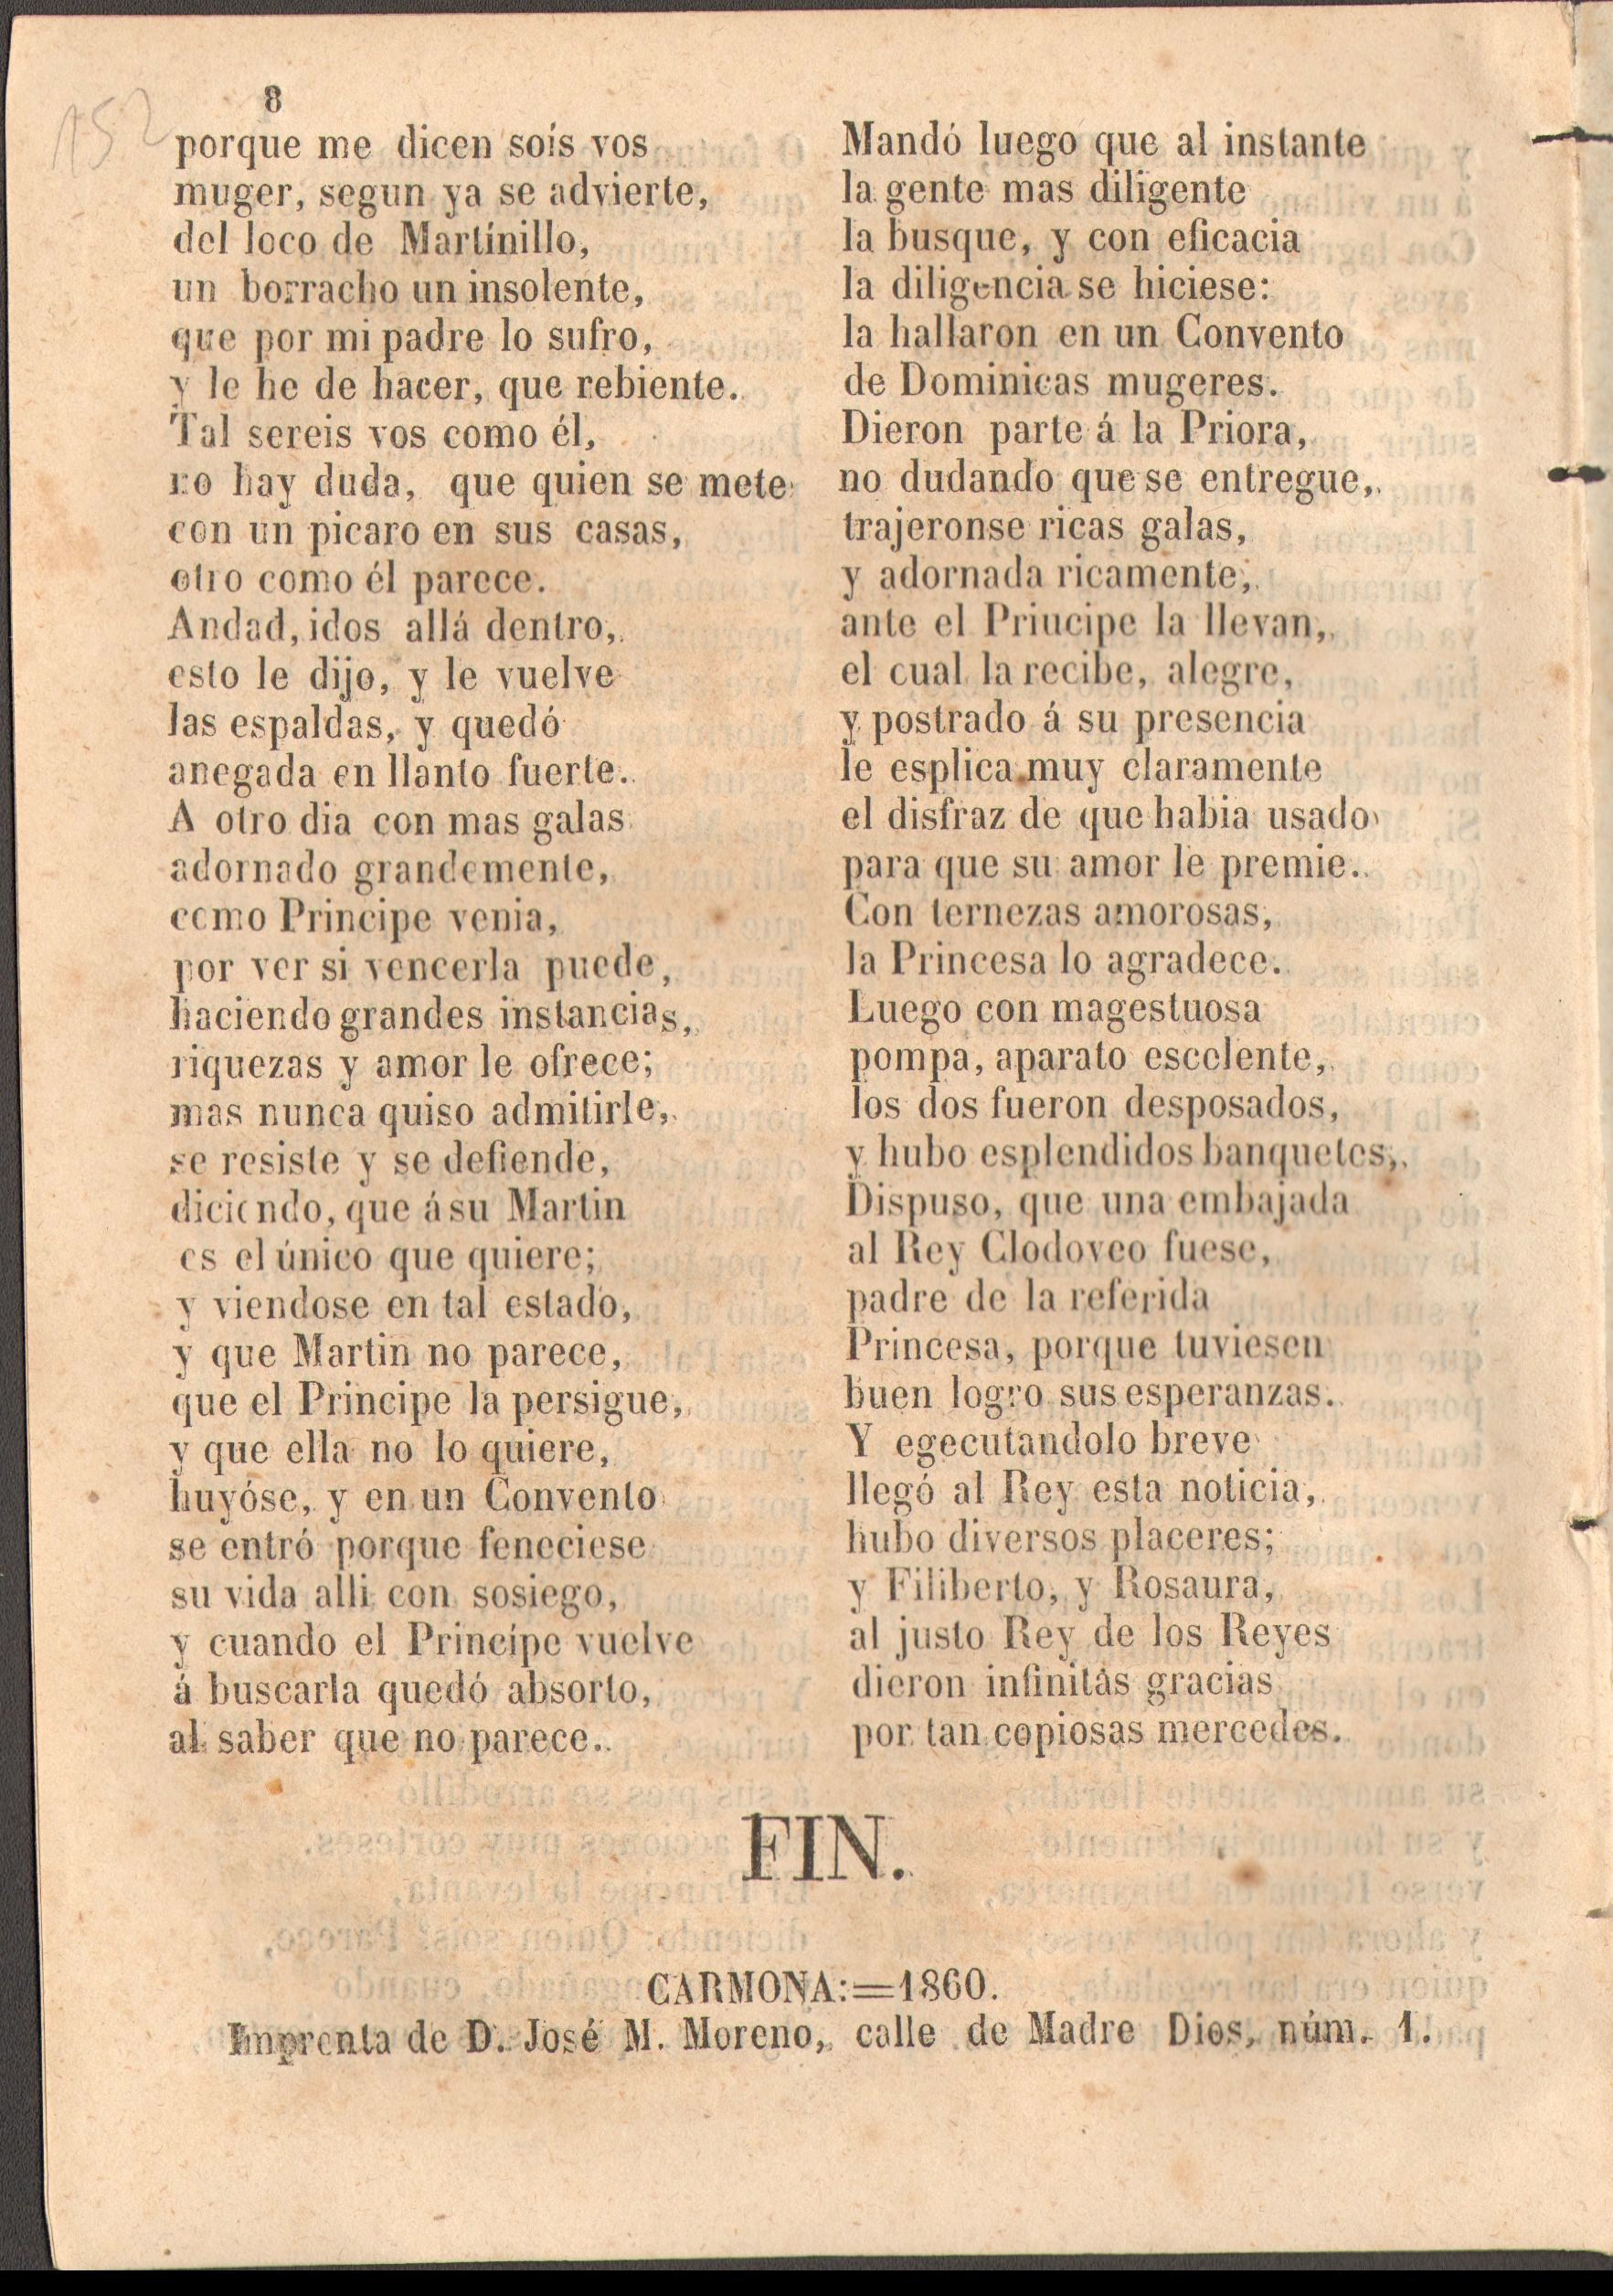 152
8
porque me dicen soís vos
muger, segun ya se advierte,
del loco de Martínillo,
un borracho un insolente,
que por mi padre lo sufro,
y le he de hacer, que rebiente.
Tal sereis vos como él,
no hay duda, que quien se mete
con un picaro en sus casas,
otro como él parece.
Andad, idos allá dentro,
esto le dijo, y le vuelve
las espaldas, y quedó
anegada en llanto fuerte.
A otro dia con mas galas
adornado grandemente,
como Principe venia,
por ver si vencerla puede,
haciendo grandes instancias,
riquezas y amor le ofrece;
mas nunca quiso admitirle,
se resiste y se defiende,
diciendo, que á su Martin
es el único que quiere;
y viendose en tal estado,
y que Martin no parece,
que el Principe la persigue,
y que ella no lo quiere,
huyóse, y en un Convento
se entró porque feneciese
su vida alli con sosiego,
y cuando el Princípe vuelve
á buscarla quedó absorto,
al saber que no parece.
Mandó luego que al instante
la gente mas diligente
la busque, y con eficacia
la diligencia se hiciese:
la hallaron en un Convento
de Dominicas mugeres.
Dieron parte á la Priora,
no dudando que se entregue,
trajeronse ricas galas,
y adornada ricamente,
ante el Priucipe la llevan,
el cual la recibe, alegre,
y postrado á su presencia
le esplica muy claramente
el disfraz de que habia usado
para que su amor le premie.
Con ternezas amorosas,
la Princesa lo agradece.
Luego con magestuosa
pompa, aparato escelente,
los dos fueron desposados,
y hubo esplendidos banquetes,
Dispuso, que una embajada
al Rey Clodoveo fuese,
padre de la referida
Princesa, porque tuviesen
buen logro sus esperanzas.
Y egecutandolo breve
llegó al Rey esta noticia,
hubo diversos placeres;
y Filiberto, y Rosaura,
al justo Rey de los Reyes
dieron infinitas gracias
por tan copiosas mercedes.
FIN.
CARMONA:=1860.
Imprenta de D. José M. Moreno, calle de Madre Dios, núm. 1.